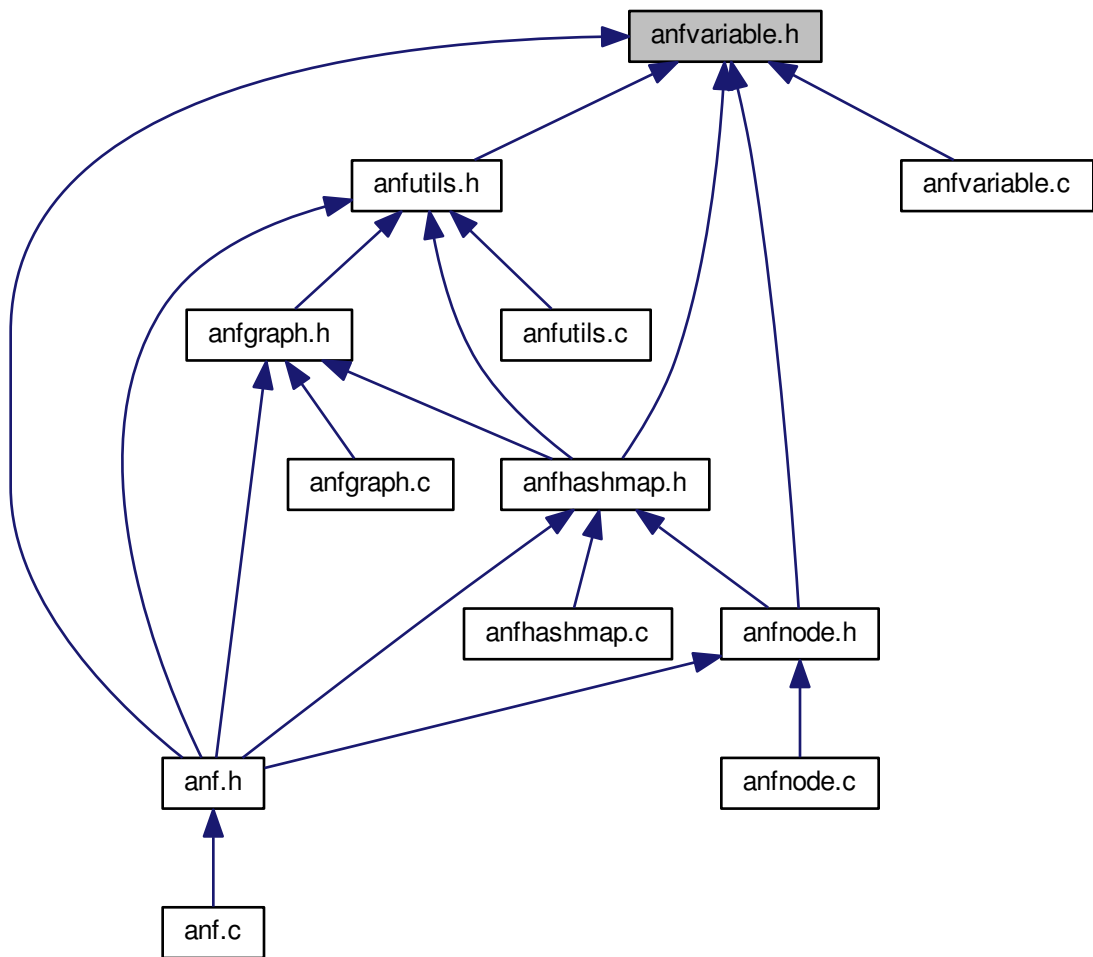 anfvariable.h
anfutils.h
anfvariable.c
anfgraph.h
anfutils.c
anfgraph.c
anfhashmap.h
anfhashmap.c
anfnode.h
anf.h
anfnode.c
anf.c